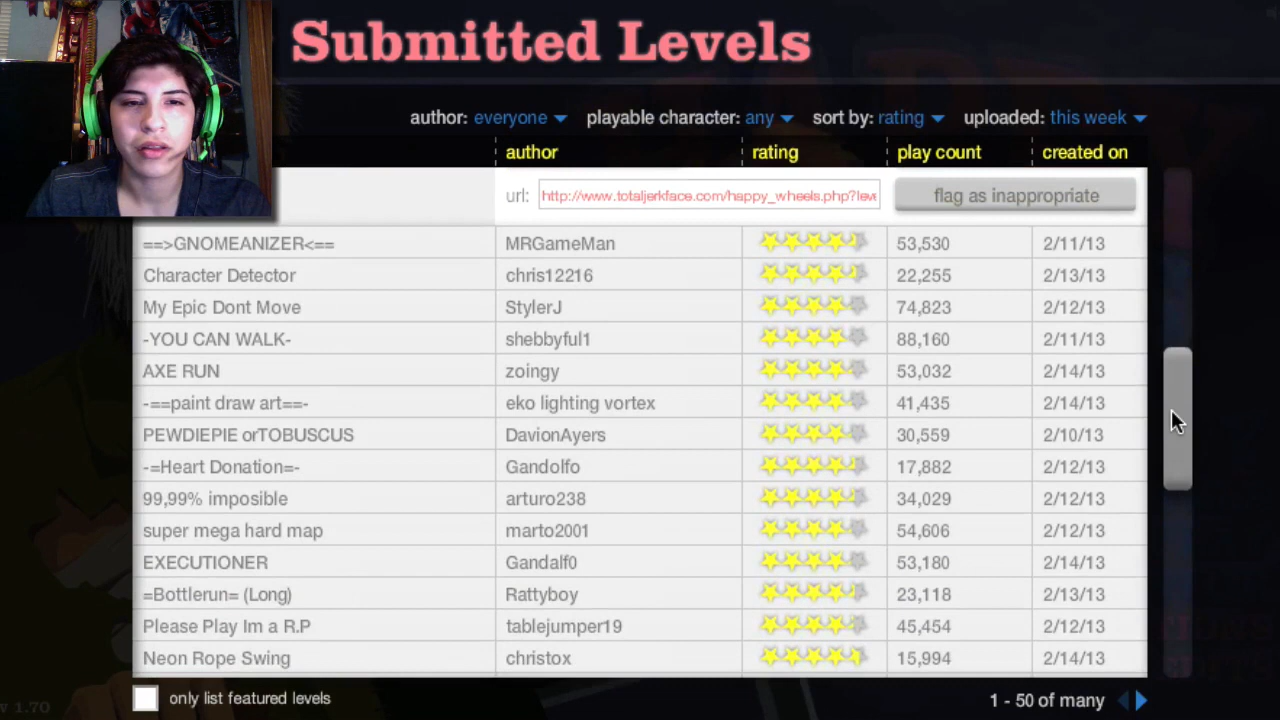 Submitted Levels
author: everyone playable character: any sort by: rating uploaded: this week
author rating play count created on
url: http://www.totaljerkface.com/happy_wheels.php?leve flag as inappropriate
==>GNOMEANIZER<== MRGameMan 53,530 2/11/13
Character Detector chris12216 22,255 2/13/13
My Epic Dont Move StylerJ 74,823 2/12/13
-YOU CAN WALK- shebbyful1 88,160 2/11/13
AXE RUN zoingy 53,032 2/14/13
-==paint draw art==- eko lighting vortex 41,435 2/14/13
PEWDIEPIE orTOBUSCUS DavionAyers 30,559 2/10/13
-=Heart Donation=- Gandolfo 17,882 2/12/13
99,99% imposible arturo238 34,029 2/12/13
super mega hard map marto2001 54,606 2/12/13
EXECUTIONER Gandalf0 53,180 2/14/13
=Bottlerun= (Long) Rattyboy 23,118 2/13/13
Please Play Im a R.P tablejumper19 45,454 2/12/13
Neon Rope Swing christox 15,994 2/14/13
only list featured levels 1 - 50 of many
v 1.70